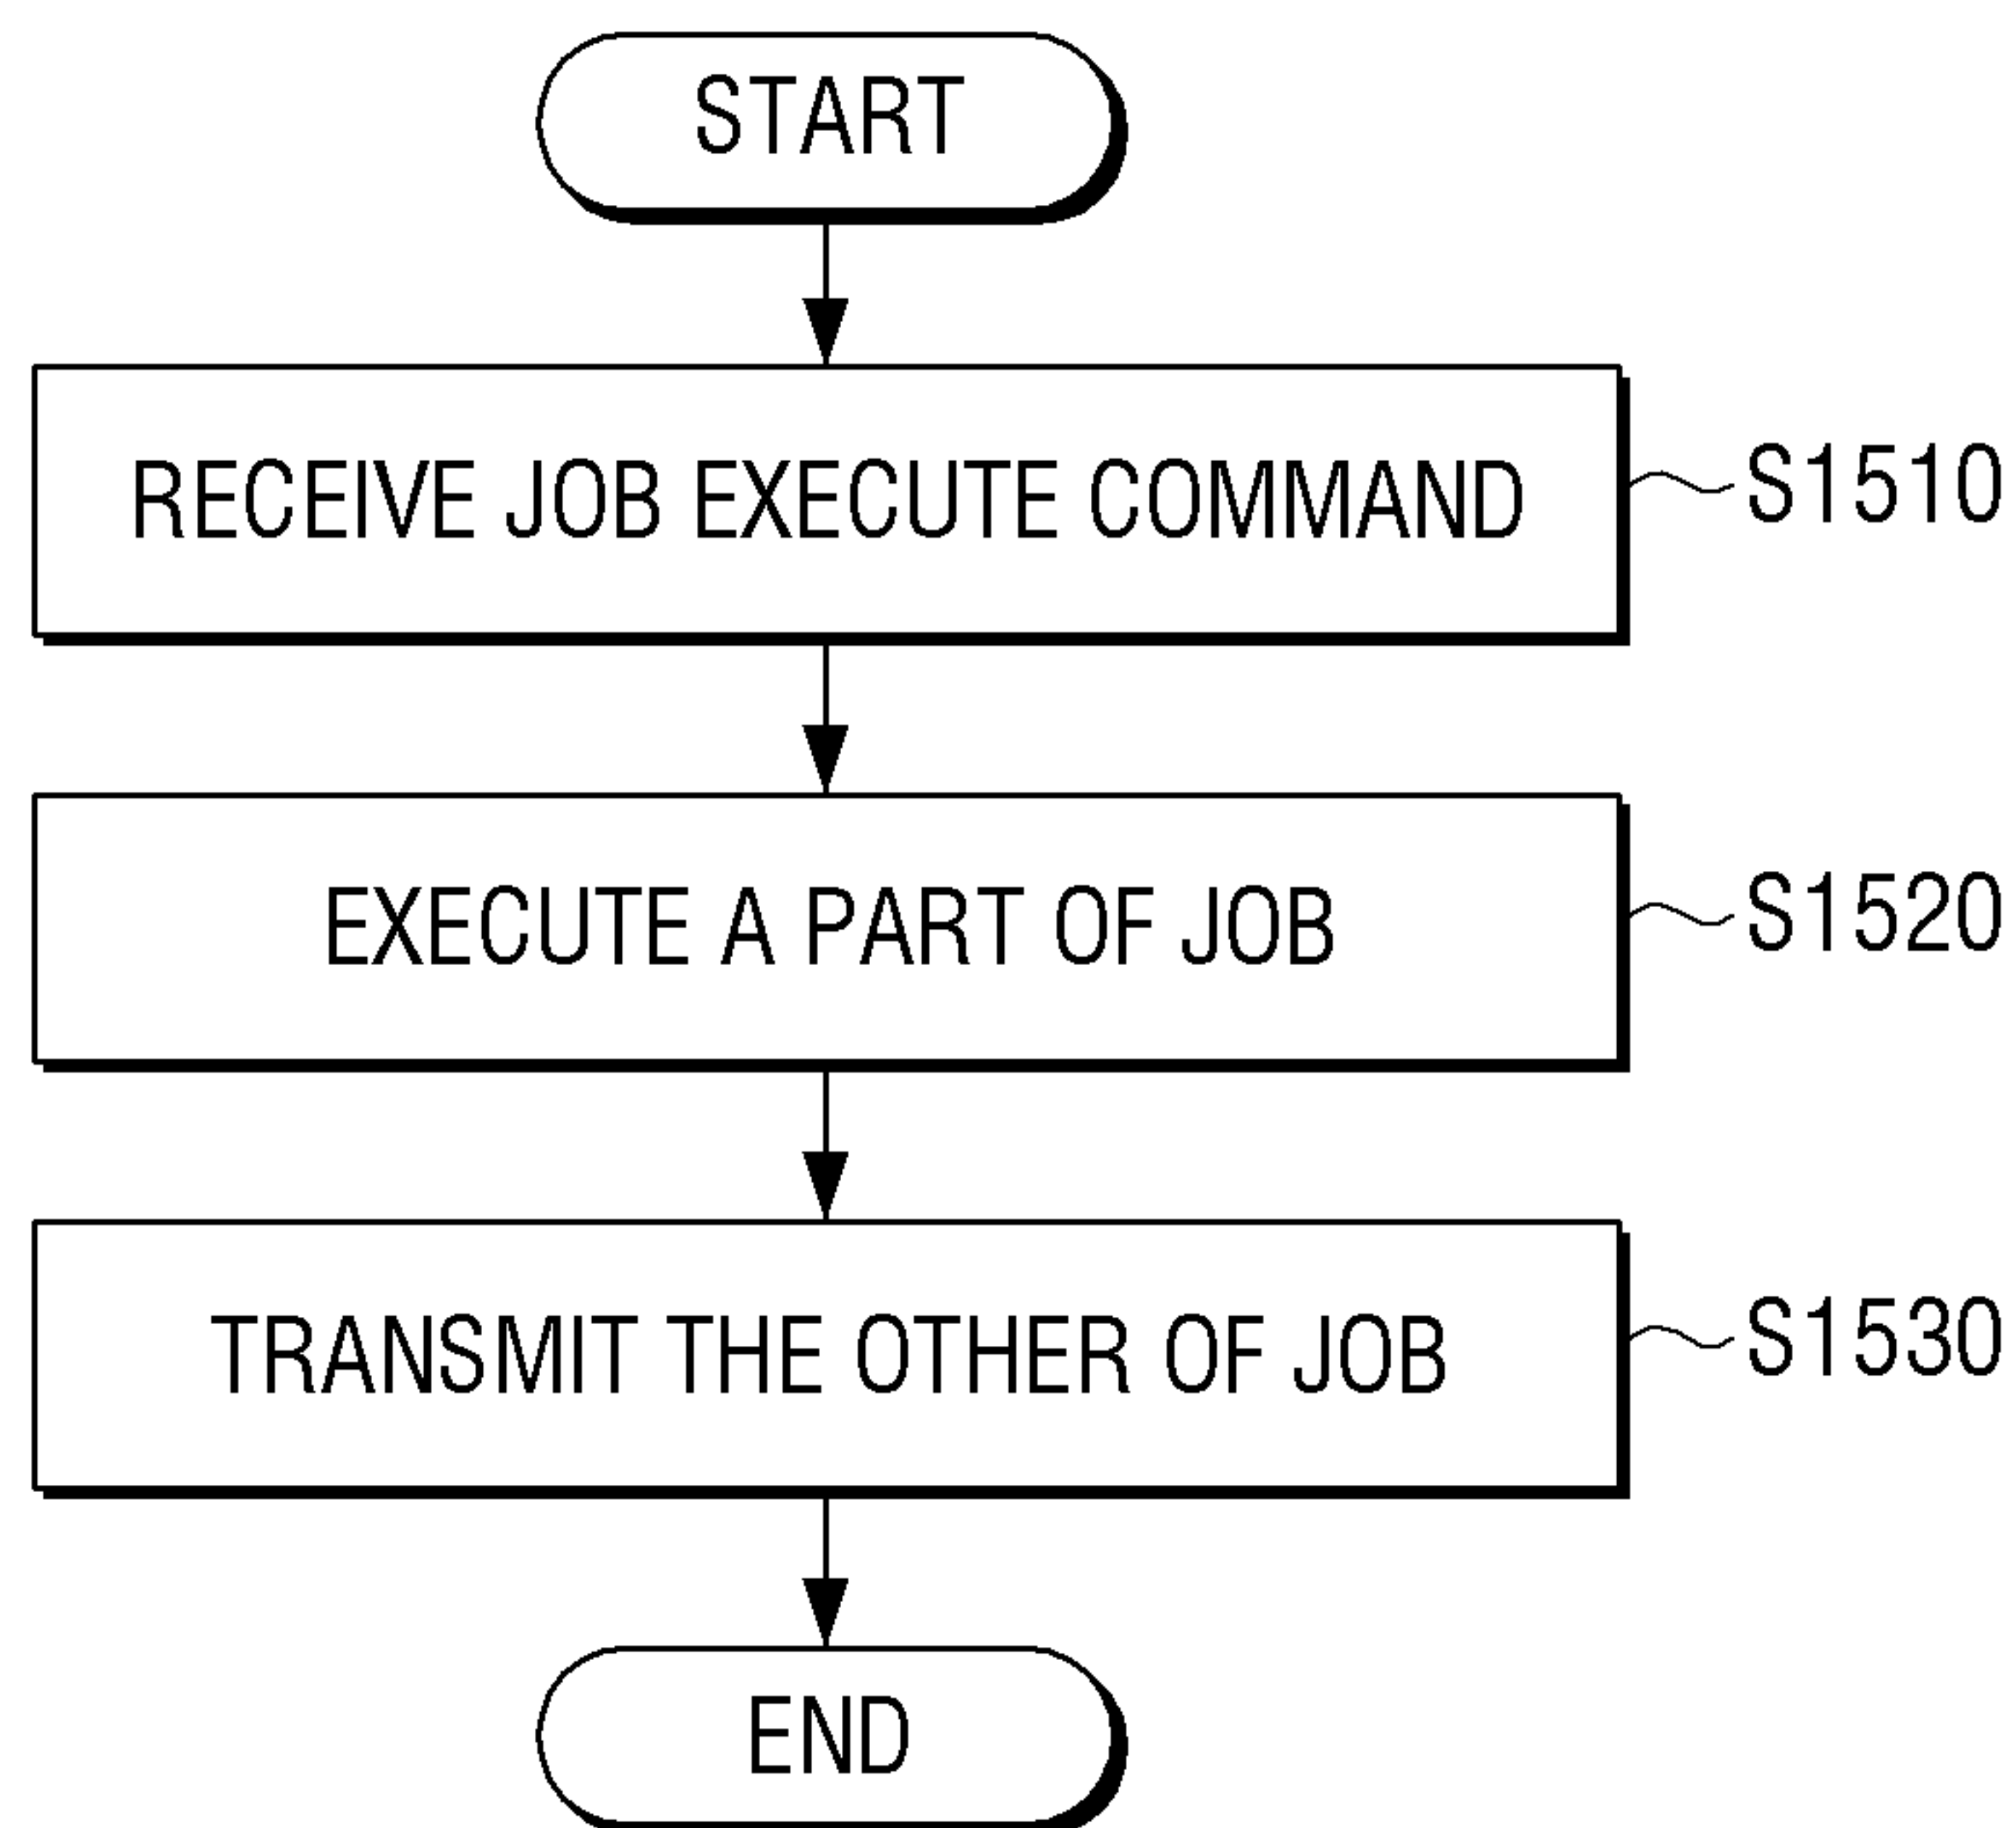 START
RECEIVE JOB EXECUTE COMMAND
S1510
EXECUTE A PART OF JOB
S1520
TRANSMIT THE OTHER OF JOB
S1530
END